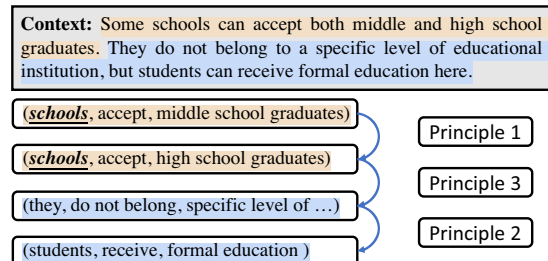 Context: Some schools can accept both middle and high school
graduates. They do not belong to a specific level of educational
institution, but students can receive formal education here.
(schools, accept, middle school graduates)
Principle 1
(schools, accept, high school graduates)
Principle 3
(they, do not belong, specific level of …)
Principle 2
(students, receive, formal education )